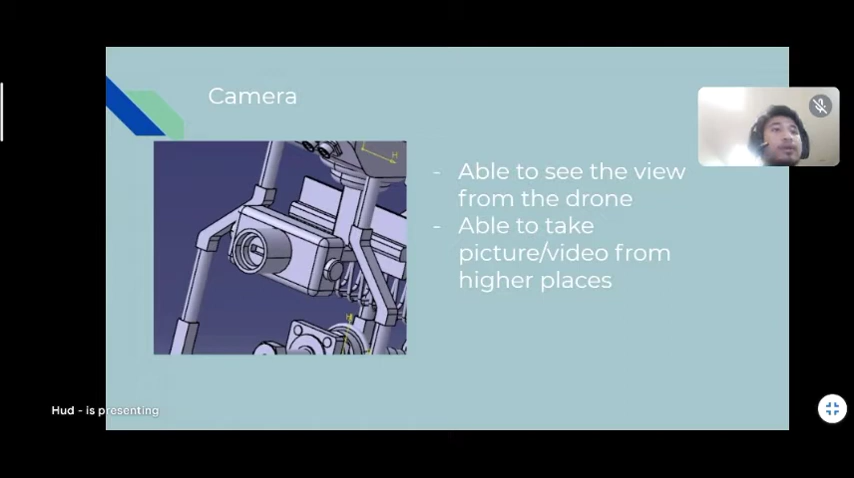 Camera
- Able to see the view
from the drone
- Able to take
picture/video from
higher places
H
Hud - is presenting